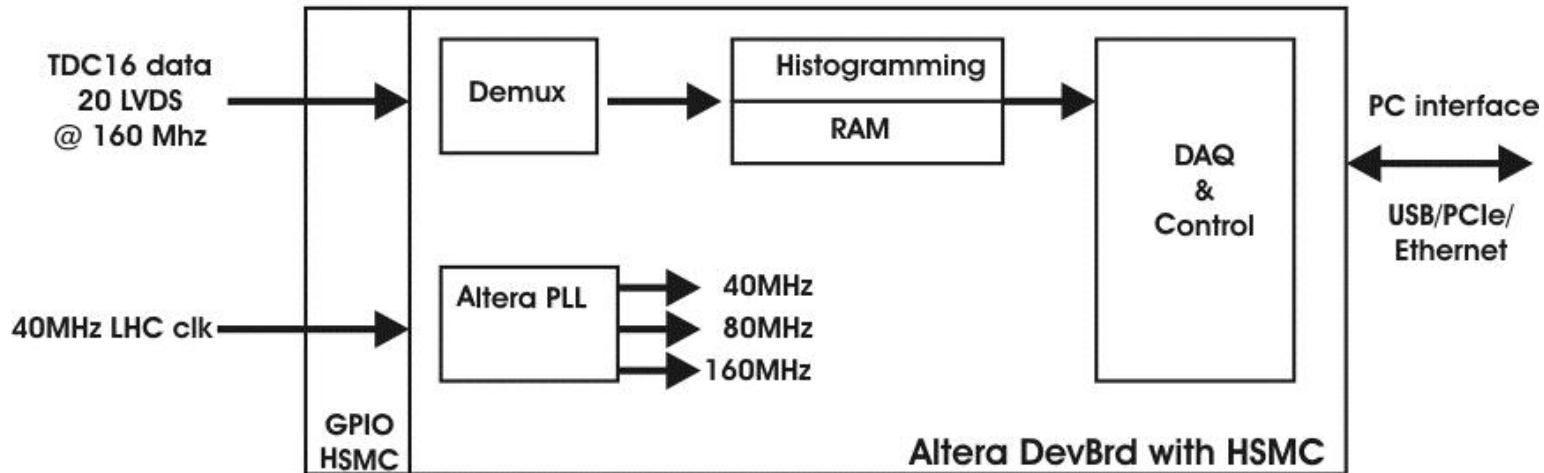 TDC16 data
20 LVDS
@ 160 Mhz
40MHz LHC clk
GPIO
HSMC
Demux
Histogramming
RAM
Altera PLL
40MHz
80MHz
160MHz
DAQ
&
Control
Altera DevBrd with HSMC
PC interface
USB/PCIe/
Ethernet